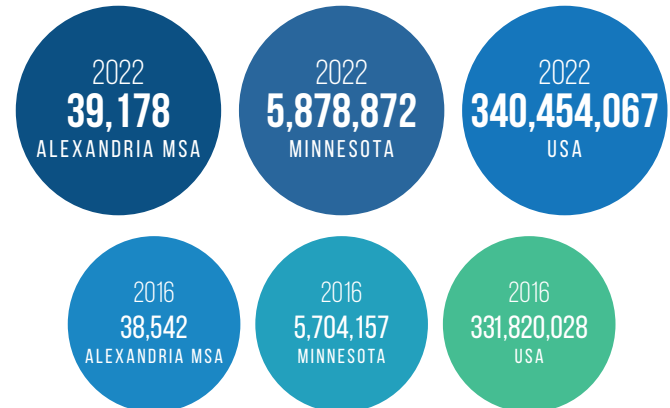 2022
39,178
ALEXANDRIA MSA
2022
5,878,872
MINNESOTA
2022
340,454,067
USA
2016
38,542
ALEXANDRIA MSA
2016
5,704,157
MINNESOTA
2016
331,820,028
USA